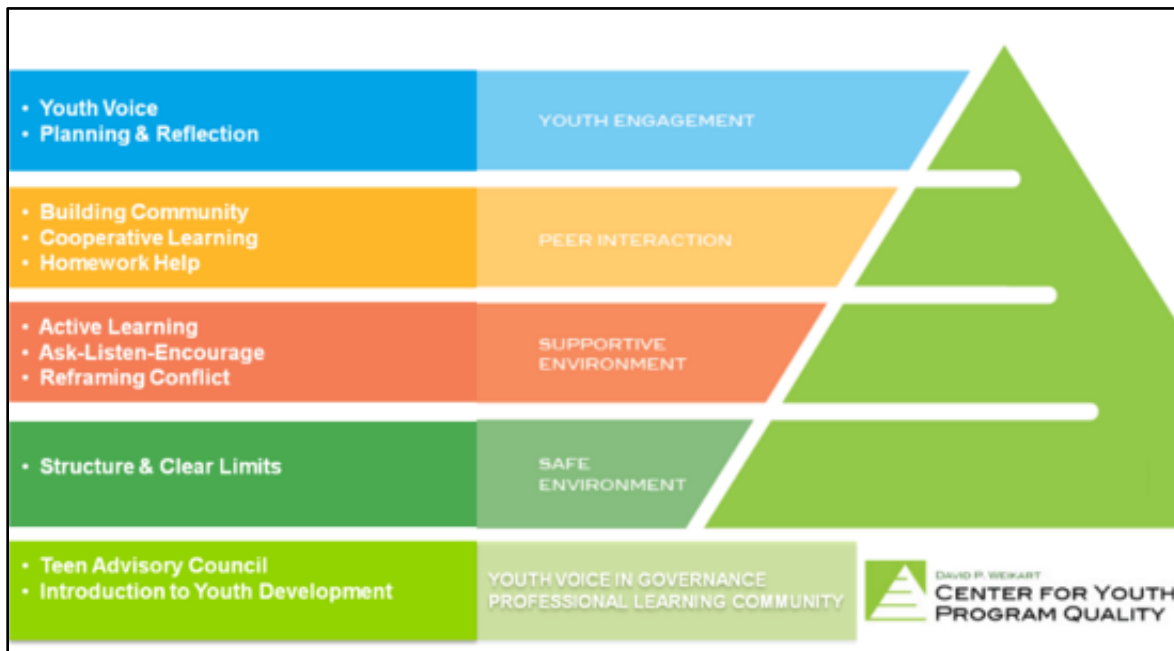 • Youth Voice
• Planning & Reflection
YOUTH ENGAGEMENT
• Building Community
• Cooperative Learning
• Homework Help
PEER INTERACTION
• Active Learning
• Ask-Listen-Encourage
• Reframing Conflict
SUPPORTIVE
ENVIRONMENT
• Structure & Clear Limits
SAFE
ENVIRONMENT
• Teen Advisory Council
• Introduction to Youth Development
YOUTH VOICE IN GOVERNANCE
PROFESSIONAL LEARNING COMMUNITY
DAVID P. WEIKART
CENTER FOR YOUTH
PROGRAM QUALITY